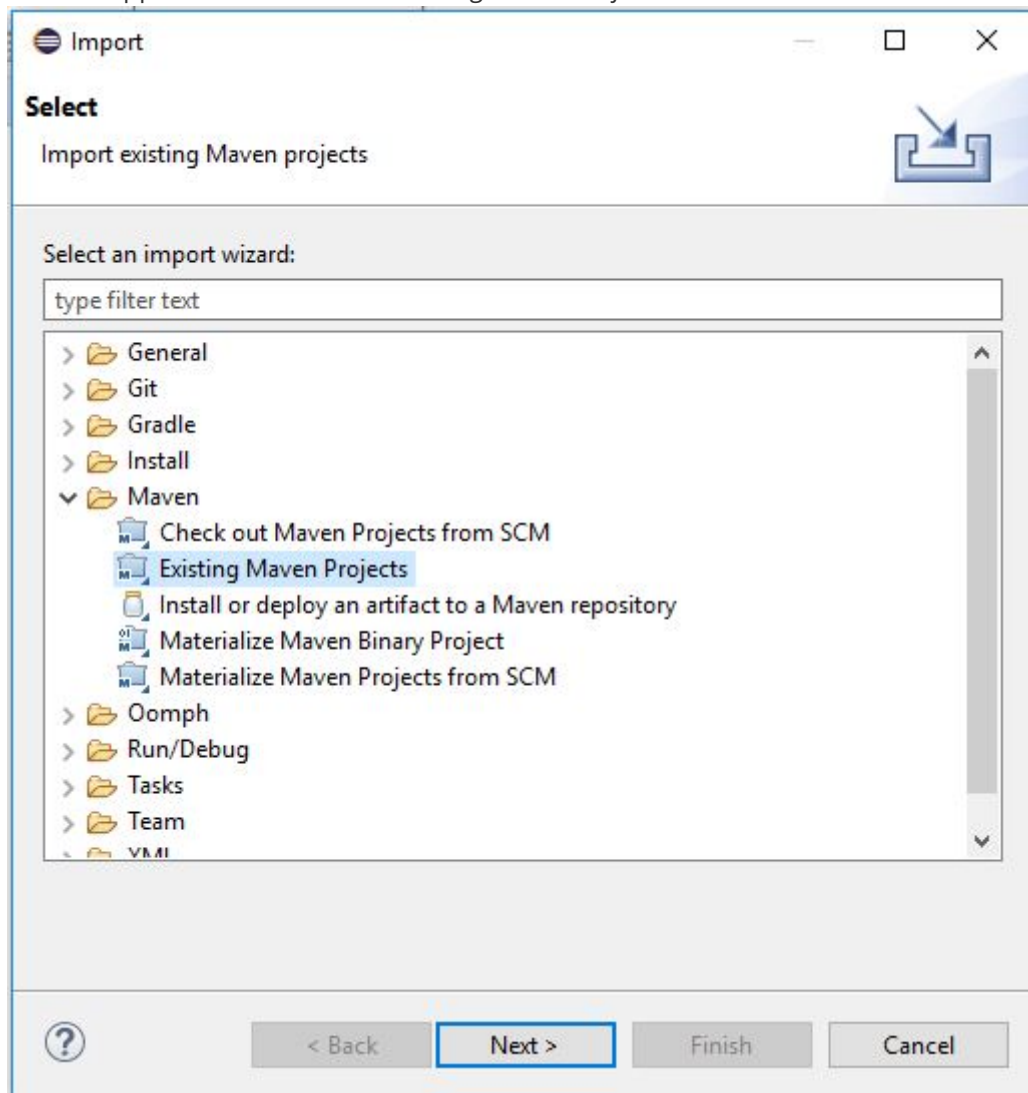 Import
Select
Import existing Maven projects
Select an import wizard:
type filter text
General
Git
Gradle
Install
Maven
Check out Maven Projects from SCM
Existing Maven Projects
Install or deploy an artifact to a Maven repository
Materialize Maven Binary Project
Materialize Maven Projects from SCM
Oomph
Run/Debug
Tasks
Team
XML
< Back Next > Finish Cancel